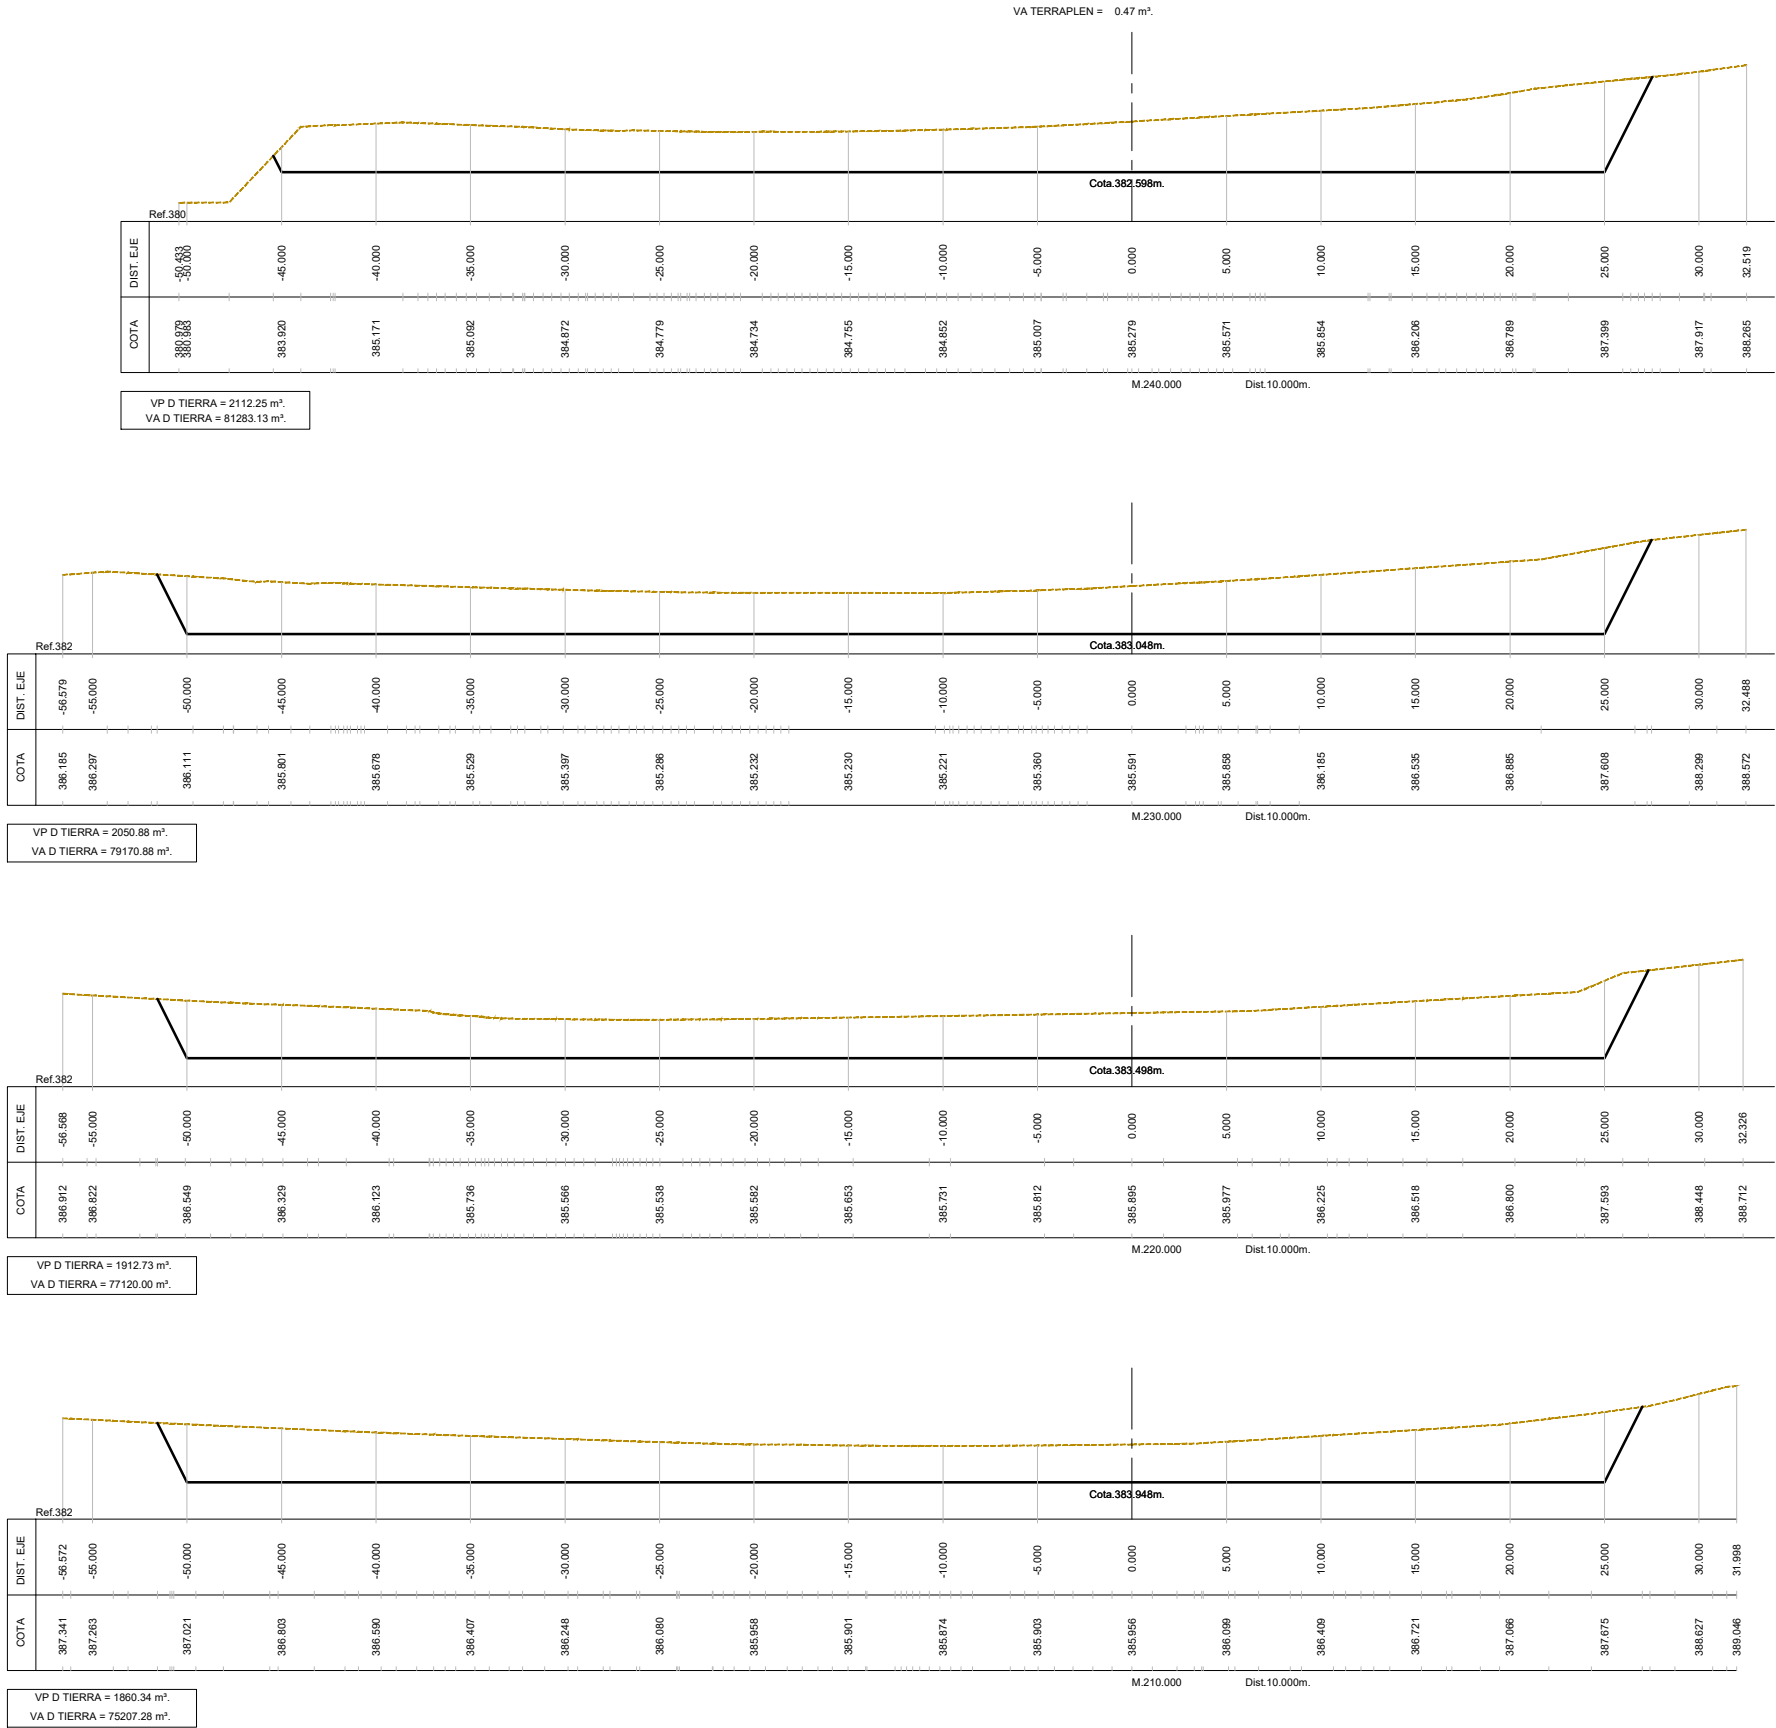 VA TERRAPLEN = 0.47 m³.
Cota.382.598m.
Ref.380
DIST. EJE
-50.433 -50.000 -45.000 -40.000 -35.000 -30.000 -25.000 -20.000 -15.000 -10.000 -5.000 0.000 5.000 10.000 15.000 20.000 25.000 30.000 32.519
COTA
380.979 380.983 383.920 385.171 385.092 384.872 384.779 384.734 384.755 384.852 385.007 385.279 385.571 385.854 386.206 386.789 387.399 387.917 388.265
M.240.000 Dist.10.000m.
VP D TIERRA = 2112.25 m³.
VA D TIERRA = 81283.13 m³.
Cota.383.048m.
Ref.382
DIST. EJE
-56.579 -55.000 -50.000 -45.000 -40.000 -35.000 -30.000 -25.000 -20.000 -15.000 -10.000 -5.000 0.000 5.000 10.000 15.000 20.000 25.000 30.000 32.488
COTA
386.185 386.297 386.111 385.801 385.678 385.529 385.397 385.286 385.232 385.230 385.221 385.360 385.591 385.858 386.185 386.535 386.885 387.608 388.299 388.572
M.230.000 Dist.10.000m.
VP D TIERRA = 2050.88 m³.
VA D TIERRA = 79170.88 m³.
Cota.383.498m.
Ref.382
DIST. EJE
-56.568 -55.000 -50.000 -45.000 -40.000 -35.000 -30.000 -25.000 -20.000 -15.000 -10.000 -5.000 0.000 5.000 10.000 15.000 20.000 25.000 30.000 32.326
COTA
386.912 386.822 386.549 386.329 386.123 385.736 385.566 385.538 385.582 385.653 385.731 385.812 385.895 385.977 386.225 386.518 386.800 387.593 388.448 388.712
M.220.000 Dist.10.000m.
VP D TIERRA = 1912.73 m³.
VA D TIERRA = 77120.00 m³.
Cota.383.948m.
Ref.382
DIST. EJE
-56.572 -55.000 -50.000 -45.000 -40.000 -35.000 -30.000 -25.000 -20.000 -15.000 -10.000 -5.000 0.000 5.000 10.000 15.000 20.000 25.000 30.000 31.998
COTA
387.341 387.263 387.021 386.803 386.590 386.407 386.248 386.080 385.958 385.901 385.874 385.903 385.956 386.099 386.409 386.721 387.066 387.675 388.627 389.046
M.210.000 Dist.10.000m.
VP D TIERRA = 1860.34 m³.
VA D TIERRA = 75207.28 m³.